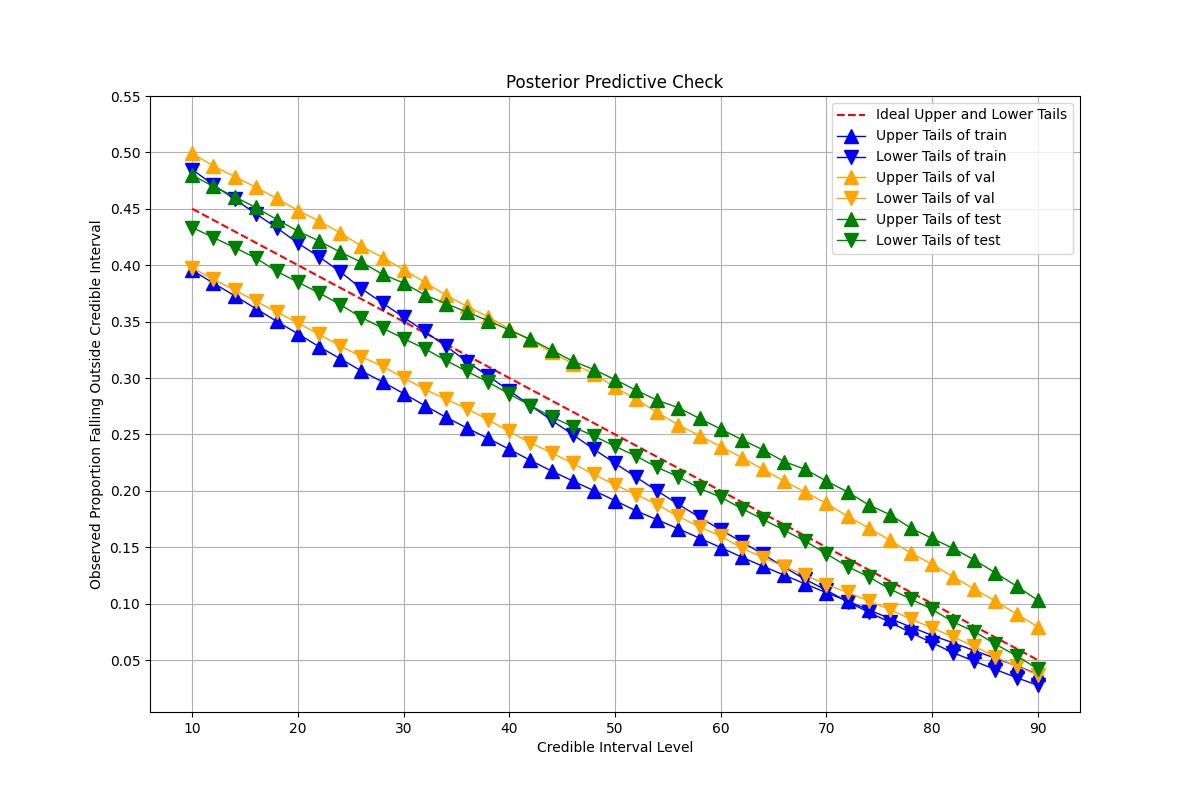 Posterior Predictive Check
Observed Proportion Falling Outside Credible Interval
0.55
0.50
0.45
0.40
0.35
0.30
0.25
0.20
0.15
0.10
0.05
Ideal Upper and Lower Tails
Upper Tails of train
Lower Tails of train
Upper Tails of val
Lower Tails of val
Upper Tails of test
Lower Tails of test
10 20 30 40 50 60 70 80 90
Credible Interval Level